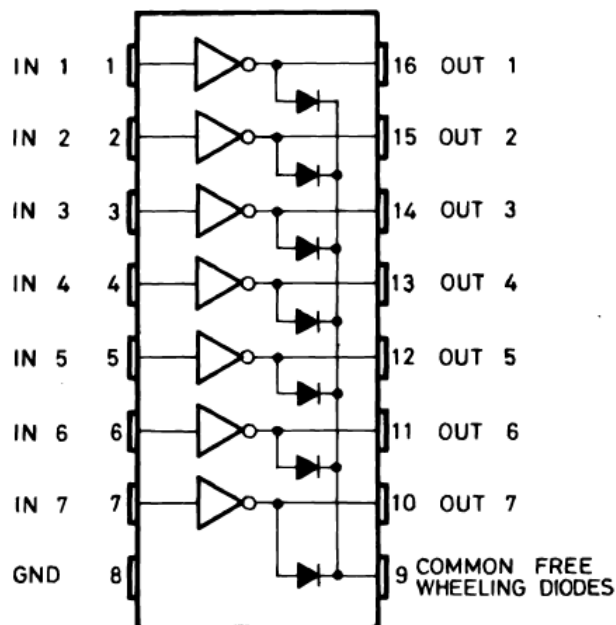 IN 1 1 16 OUT 1
IN 2 2 15 OUT 2
IN 3 3 14 OUT 3
IN 4 4 13 OUT 4
IN 5 5 12 OUT 5
IN 6 6 11 OUT 6
IN 7 7 10 OUT 7
GND 8 9 COMMON FREE
WHEELING DIODES